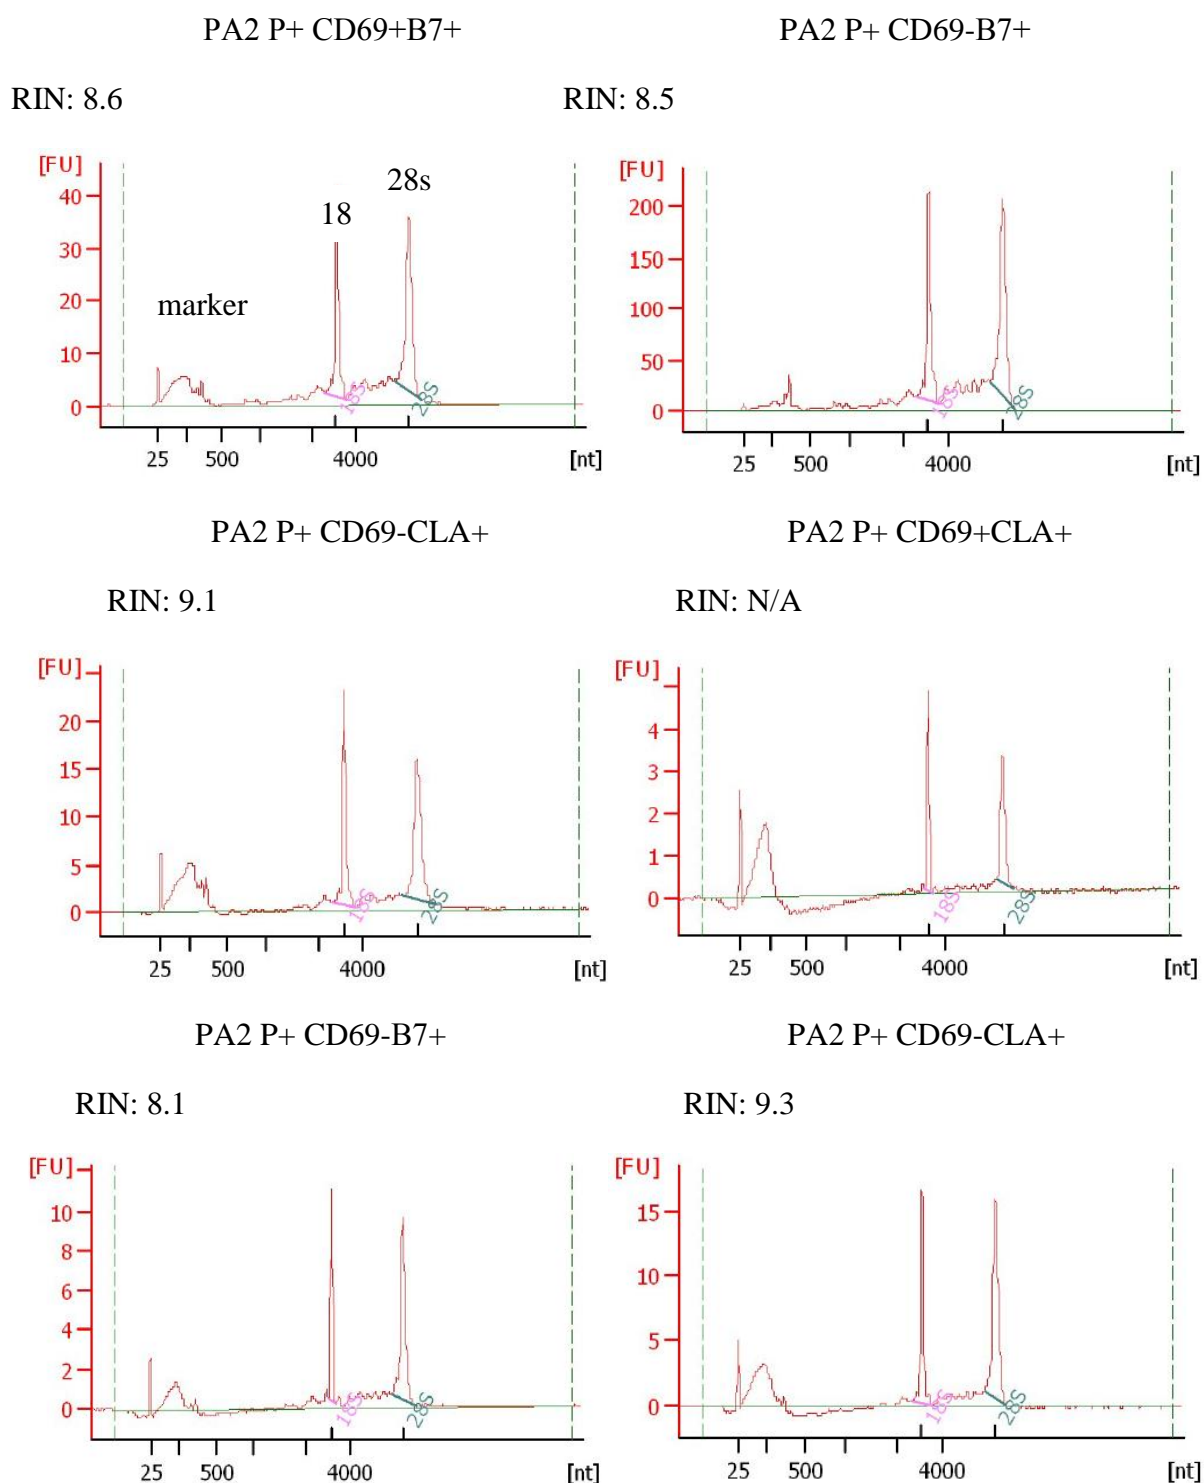 PA2 P+ CD69+B7+
RIN: 8.6
[FU]
40
30
20
10
0
marker
18
28s
18S
28S
25 500 4000 [nt]
PA2 P+ CD69-B7+
RIN: 8.5
[FU]
200
150
100
50
0
18S
28S
25 500 4000 [nt]
PA2 P+ CD69-CLA+
RIN: 9.1
[FU]
20
15
10
5
0
18S
28S
25 500 4000 [nt]
PA2 P+ CD69+CLA+
RIN: N/A
[FU]
4
3
2
1
0
18S
28S
25 500 4000 [nt]
PA2 P+ CD69-B7+
RIN: 8.1
[FU]
10
8
6
4
2
0
18S
28S
25 500 4000 [nt]
PA2 P+ CD69-CLA+
RIN: 9.3
[FU]
15
10
5
0
18S
28S
25 500 4000 [nt]